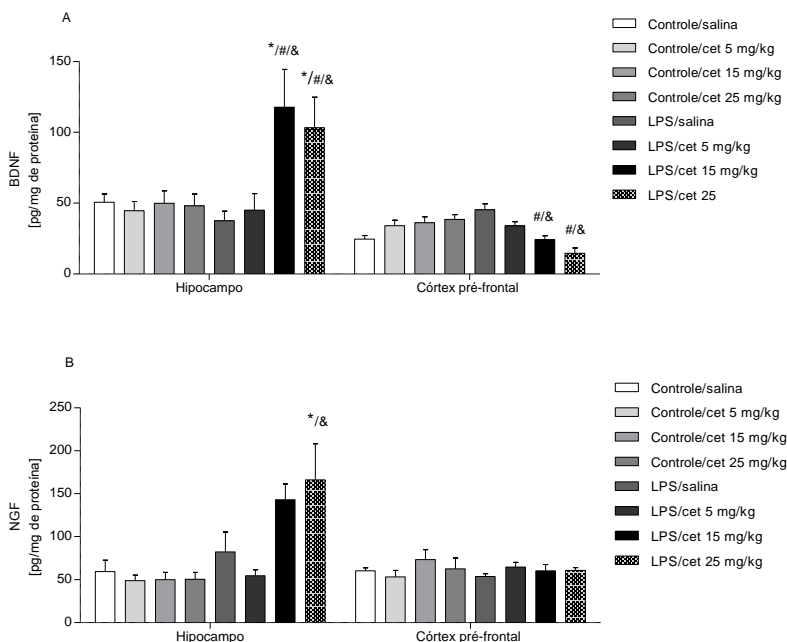 A
BDNF
[pg/mg de proteína]
150
100
50
0
*/#/&
*/#/&
#/&
#/&
Hipocampo
Córtex pré-frontal
Controle/salina
Controle/cet 5 mg/kg
Controle/cet 15 mg/kg
Controle/cet 25 mg/kg
LPS/salina
LPS/cet 5 mg/kg
LPS/cet 15 mg/kg
LPS/cet 25
B
NGF
[pg/mg de proteína]
250
200
150
100
50
0
*/&
Hipocampo
Córtex pré-frontal
Controle/salina
Controle/cet 5 mg/kg
Controle/cet 15 mg/kg
Controle/cet 25 mg/kg
LPS/salina
LPS/cet 5 mg/kg
LPS/cet 15 mg/kg
LPS/cet 25 mg/kg